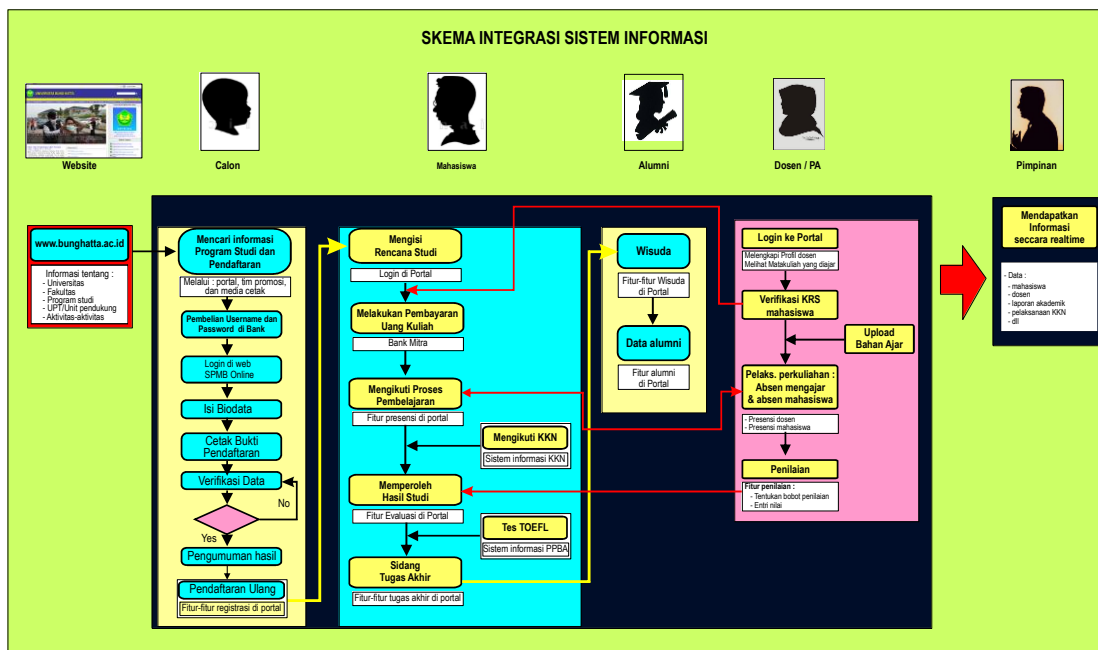 SKEMA INTEGRASI SISTEM INFORMASI
Website
Calon
Mahasiswa
Alumni
Dosen / PA
Pimpinan
www.bunghatta.ac.id
Informasi tentang :
- Universitas
- Fakultas
- Program studi
- UPT/Unit pendukung
- Aktivitas-aktivitas
Mencari informasi
Program Studi dan
Pendaftaran
Melalui : portal, tim promosi,
dan media cetak
Pembelian Username dan
Password di Bank
Login di web
SPMB Online
Isi Biodata
Cetak Bukti
Pendaftaran
Verifikasi Data
No
Yes
Pengumuman hasil
Pendaftaran Ulang
Fitur-fitur registrasi di portal
Mengisi
Rencana Studi
Login di Portal
Melakukan Pembayaran
Uang Kuliah
Bank Mitra
Mengikuti Proses
Pembelajaran
Fitur presensi di portal
Mengikuti KKN
Sistem informasi KKN
Memperoleh
Hasil Studi
Fitur Evaluasi di Portal
Tes TOEFL
Sistem informasi PPBA
Sidang
Tugas Akhir
Fitur-fitur tugas akhir di portal
Wisuda
Fitur-fitur Wisuda
di Portal
Data alumni
Fitur alumni
di Portal
Login ke Portal
Melengkapi Profil dosen
Melihat Matakuliah yang diajar
Verifikasi KRS
mahasiswa
Upload
Bahan Ajar
Pelaks. perkuliahan :
Absen mengajar
& absen mahasiswa
- Presensi dosen
- Presensi mahasiswa
Penilaian
Fitur penilaian :
- Tentukan bobot penilaian
- Entri nilai
Mendapatkan
Informasi
seccara realtime
- Data :
- mahasiswa
- dosen
- laporan akademik
- pelaksanaan KKN
- dll